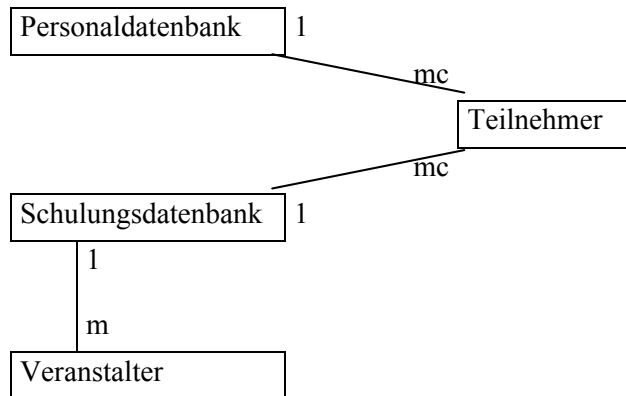 Personaldatenbank 1
mc
Teilnehmer
mc
Schulungsdatenbank 1
1
m
Veranstalter